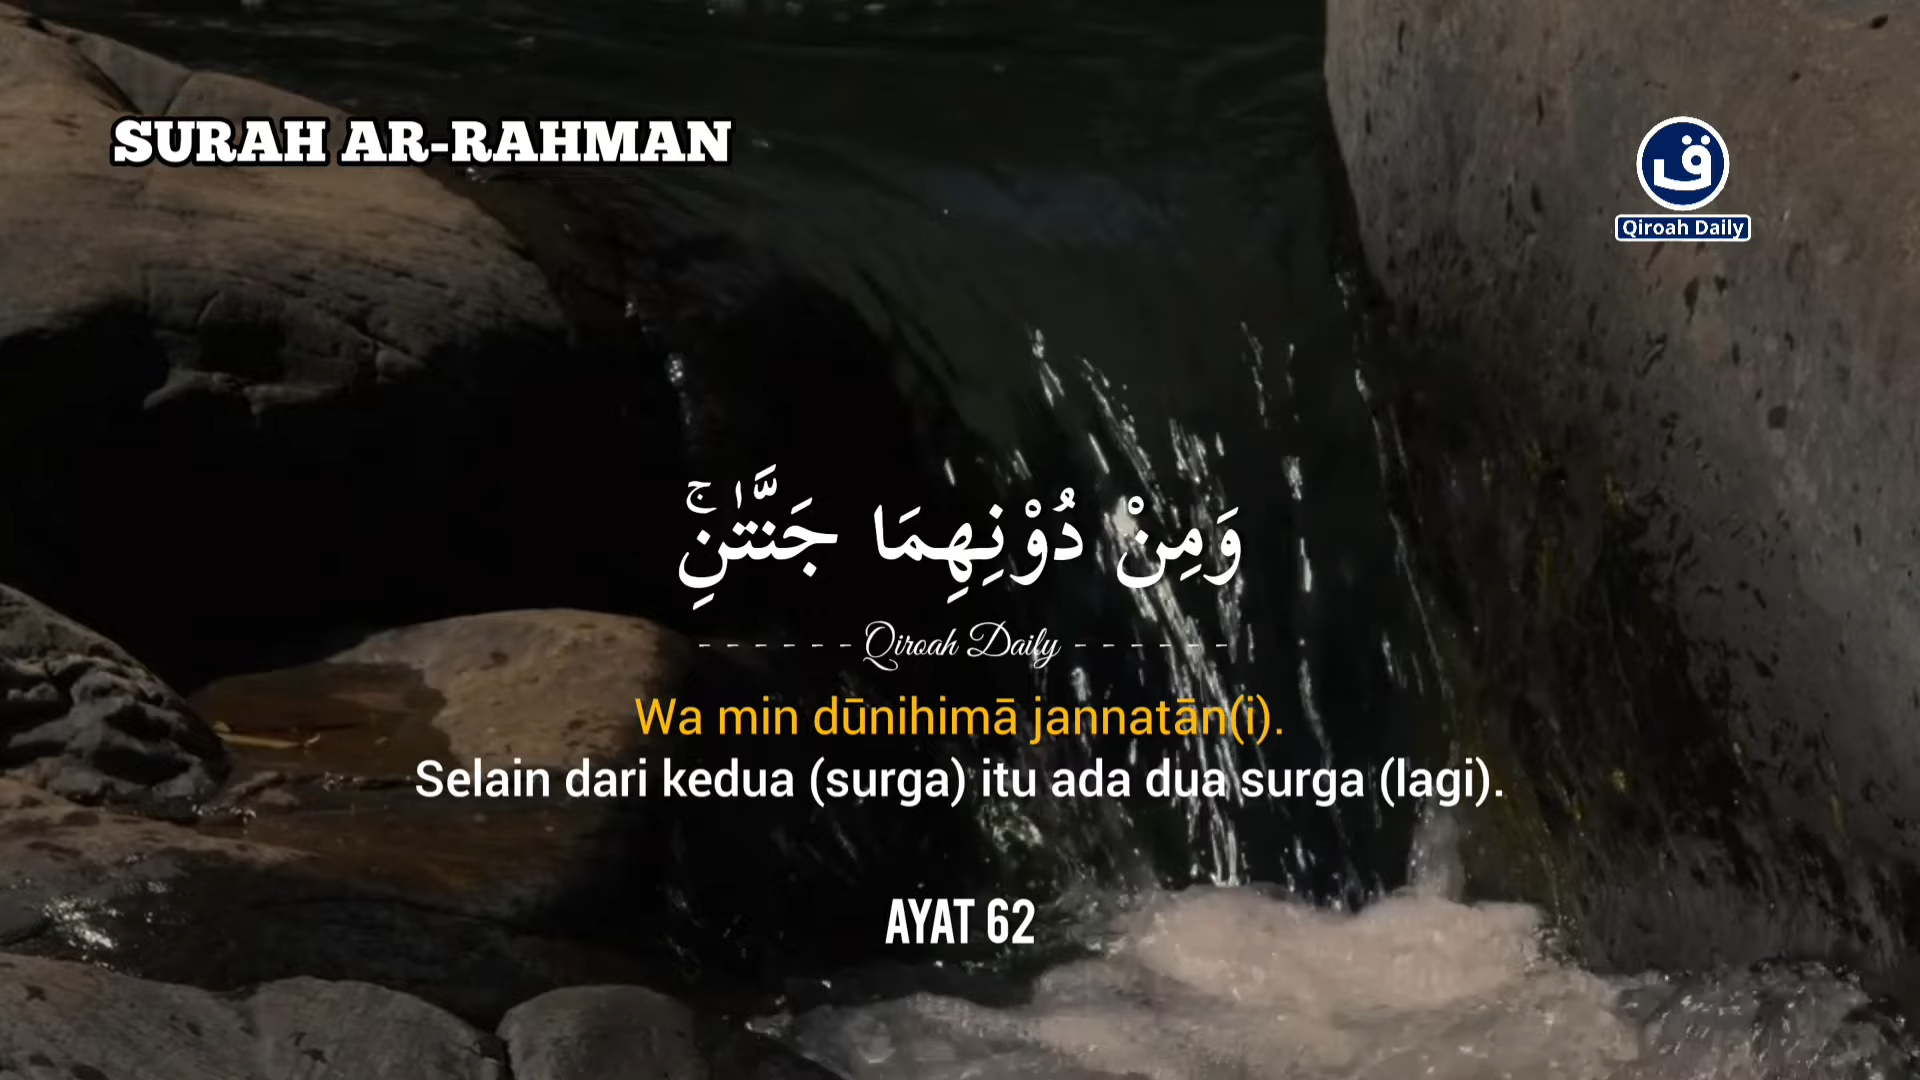 SURAH AR-RAHMAN
ق
Qiroah Daily
وَمِنْ دُوْنِهِمَا جَنَّتٰنِۚ
- - - - - - Qiroah Daily - - - - - -
Wa min dūnihimā jannatān(i).
Selain dari kedua (surga) itu ada dua surga (lagi).
AYAT 62